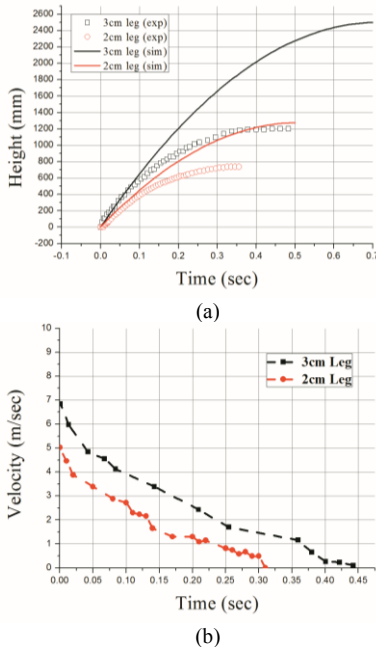 3cm leg (exp)
2cm leg (exp)
3cm leg (sim)
2cm leg (sim)
Height (mm)
2600
2400
2200
2000
1800
1600
1400
1200
1000
800
600
400
200
0
-200
-0.1 0.0 0.1 0.2 0.3 0.4 0.5 0.6 0.7
Time (sec)
(a)
3cm Leg
2cm Leg
Velocity (m/sec)
10
9
8
7
6
5
4
3
2
1
0
0.00 0.05 0.10 0.15 0.20 0.25 0.30 0.35 0.40 0.45
Time (sec)
(b)